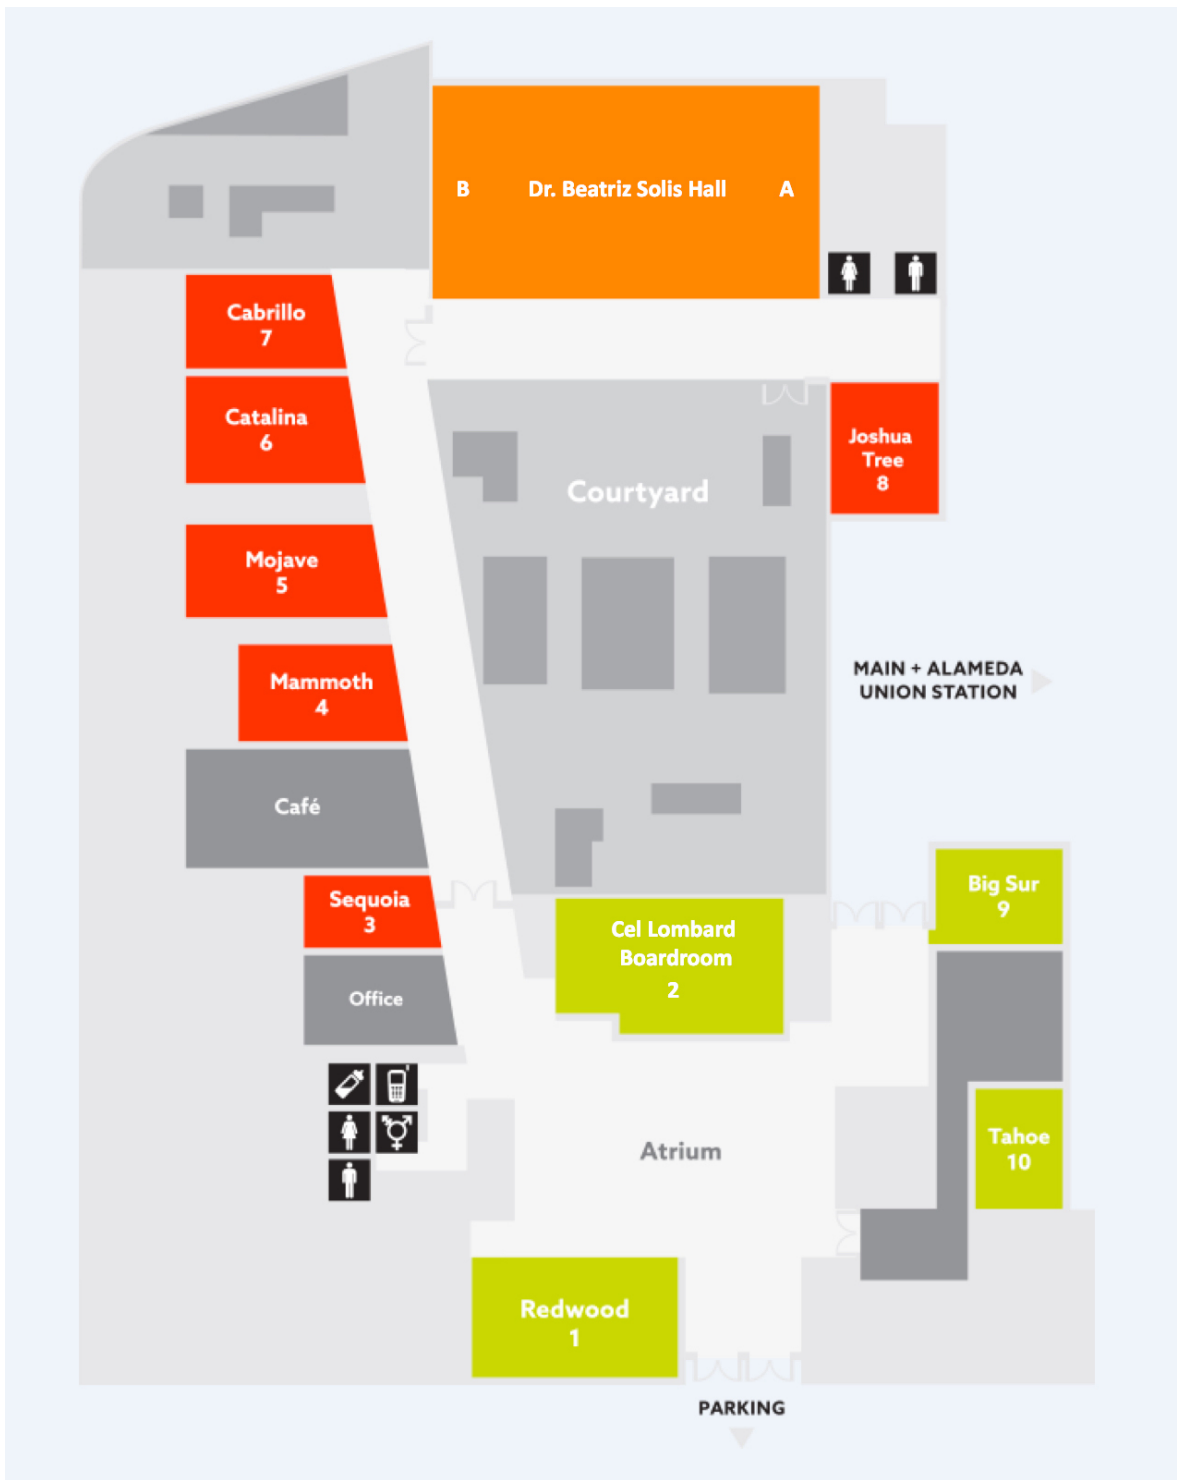 B Dr. Beatriz Solis Hall A
Cabrillo
7
Catalina
6
Joshua
Tree
8
Courtyard
Mojave
5
Mammoth
4
MAIN + ALAMEDA
UNION STATION
Café
Sequoia
3
Big Sur
9
Cel Lombard
Boardroom
2
Office
Atrium
Tahoe
10
Redwood
1
PARKING